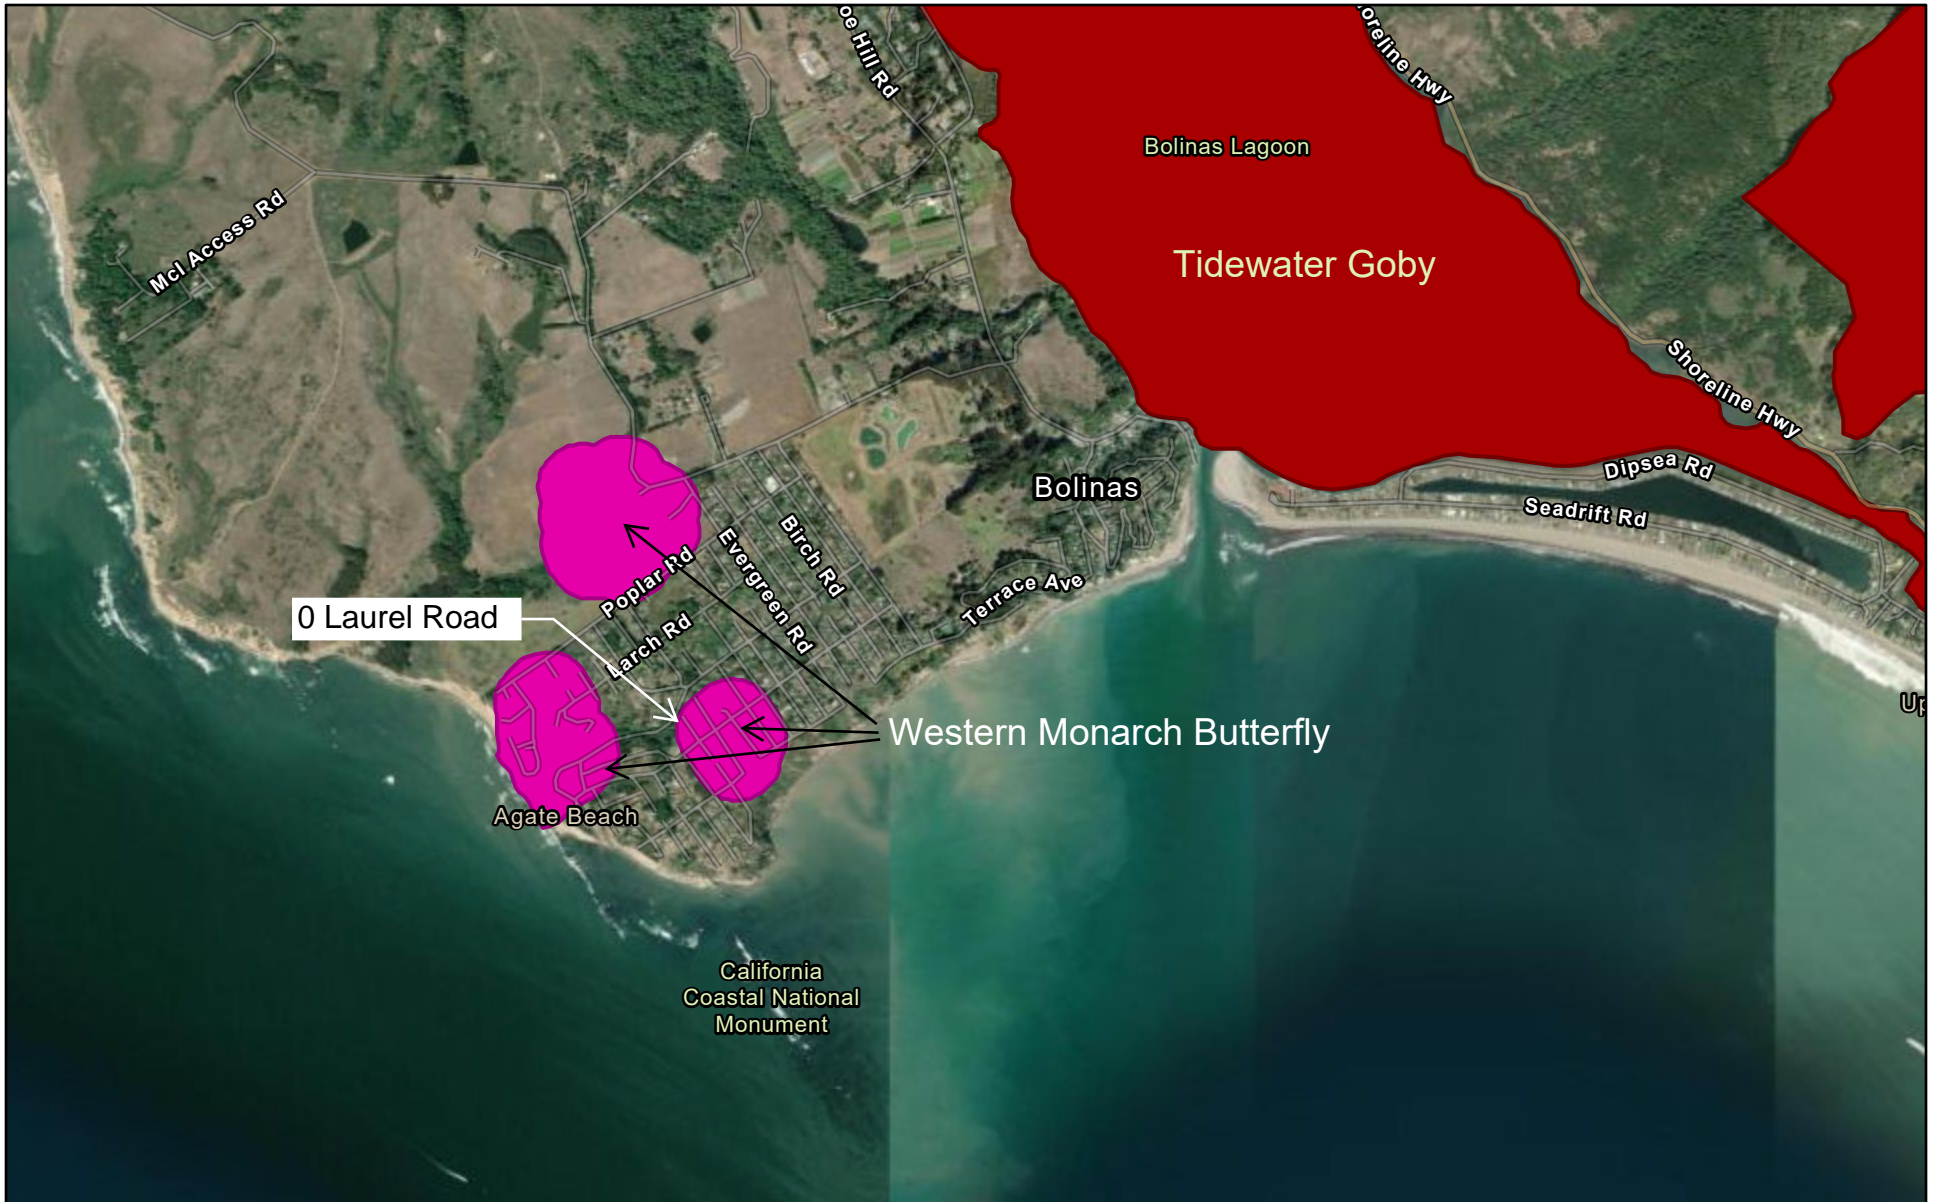 oe Hill Rd
oreline Hwy
Bolinas Lagoon
Mcl Access Rd
Tidewater Goby
Shoreline Hwy
Dipsea Rd
Bolinas
Seadrift Rd
Birch Rd
Evergreen Rd
Poplar Rd
Terrace Ave
0 Laurel Road
Larch Rd
Up
Western Monarch Butterfly
Agate Beach
California
Coastal National
Monument